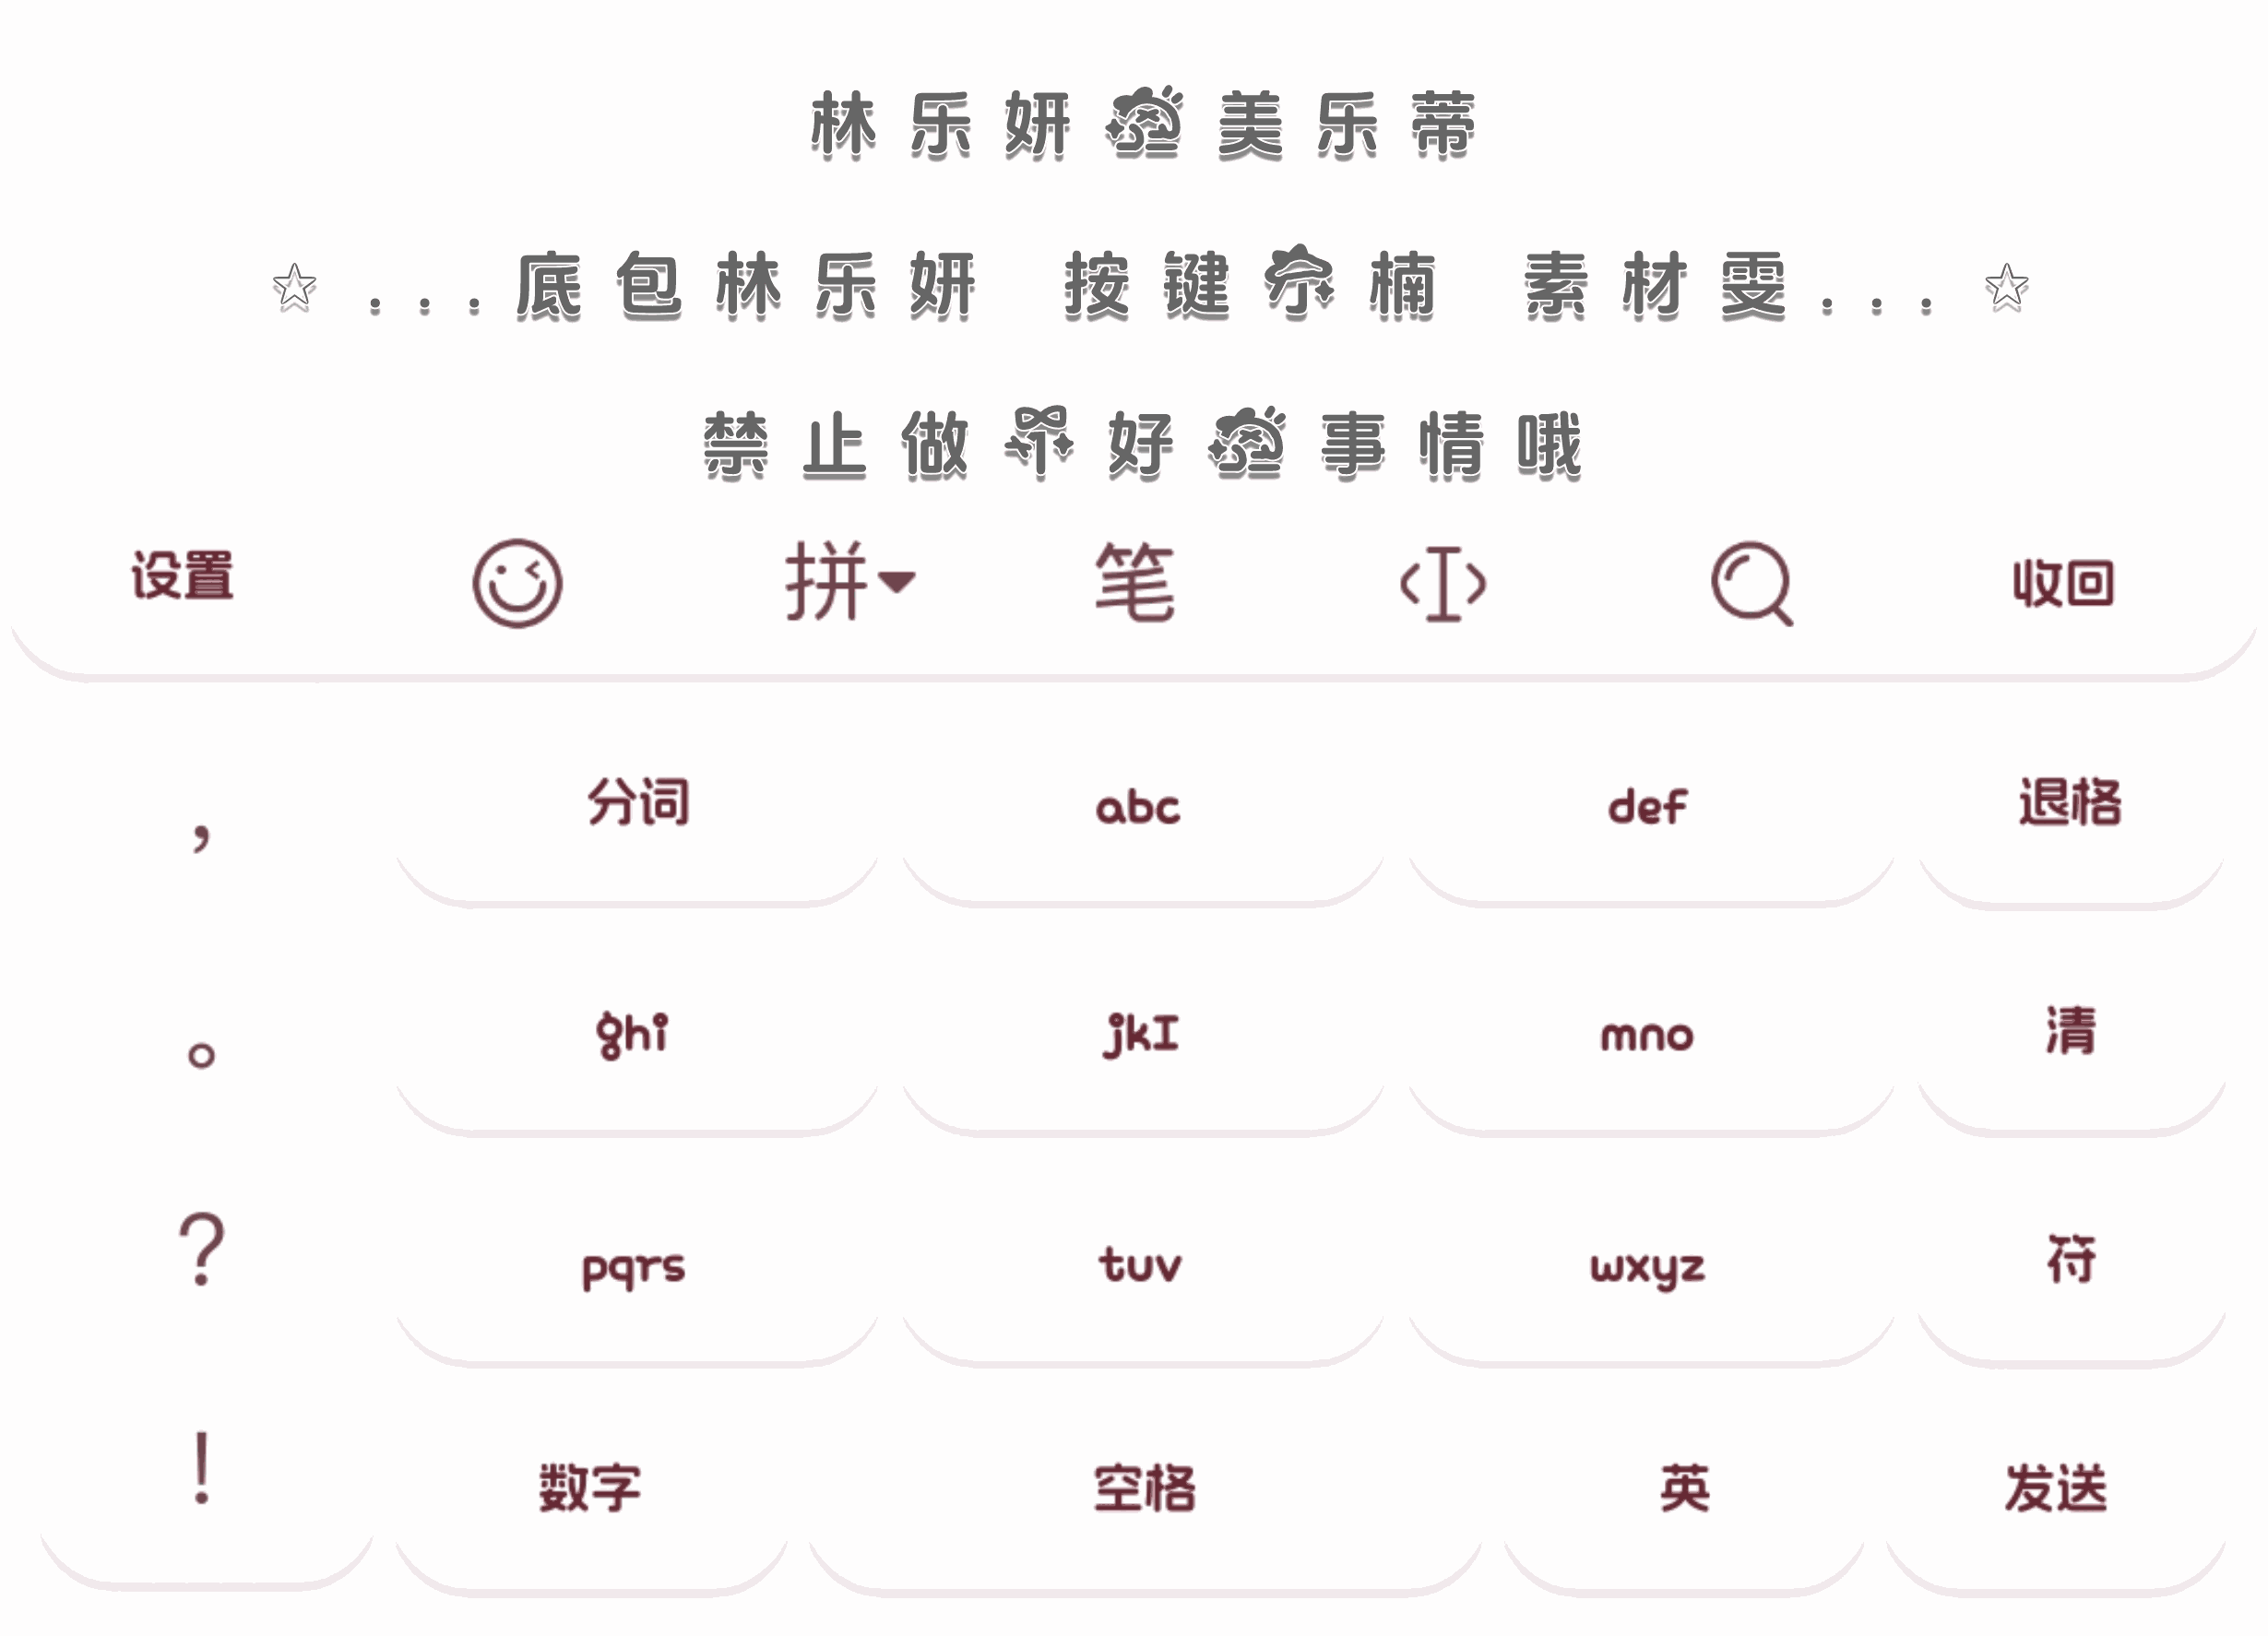 林乐妍 美乐蒂
☆...底包林乐妍 按键 楠 素材雯...☆
禁止做 好 事情哦
设置 拼 笔 收回
， 分词 abc def 退格
。 ghi jkI mno 清
? pqrs tuv wxyz 符
! 数字 空格 英 发送